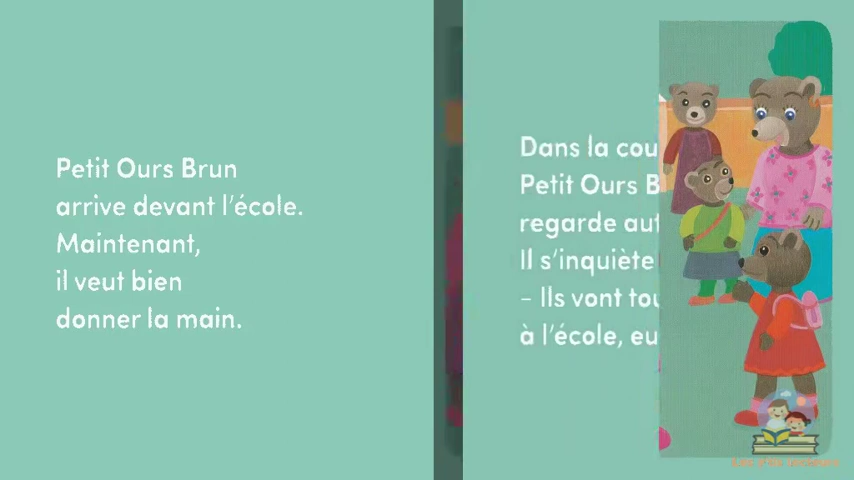 Petit Ours Brun
arrive devant l'école.
Maintenant,
il veut bien
donner la main.
Dans la cou
Petit Ours B
regarde aut
Il s'inquiète
– Ils vont tou
à l'école, eu